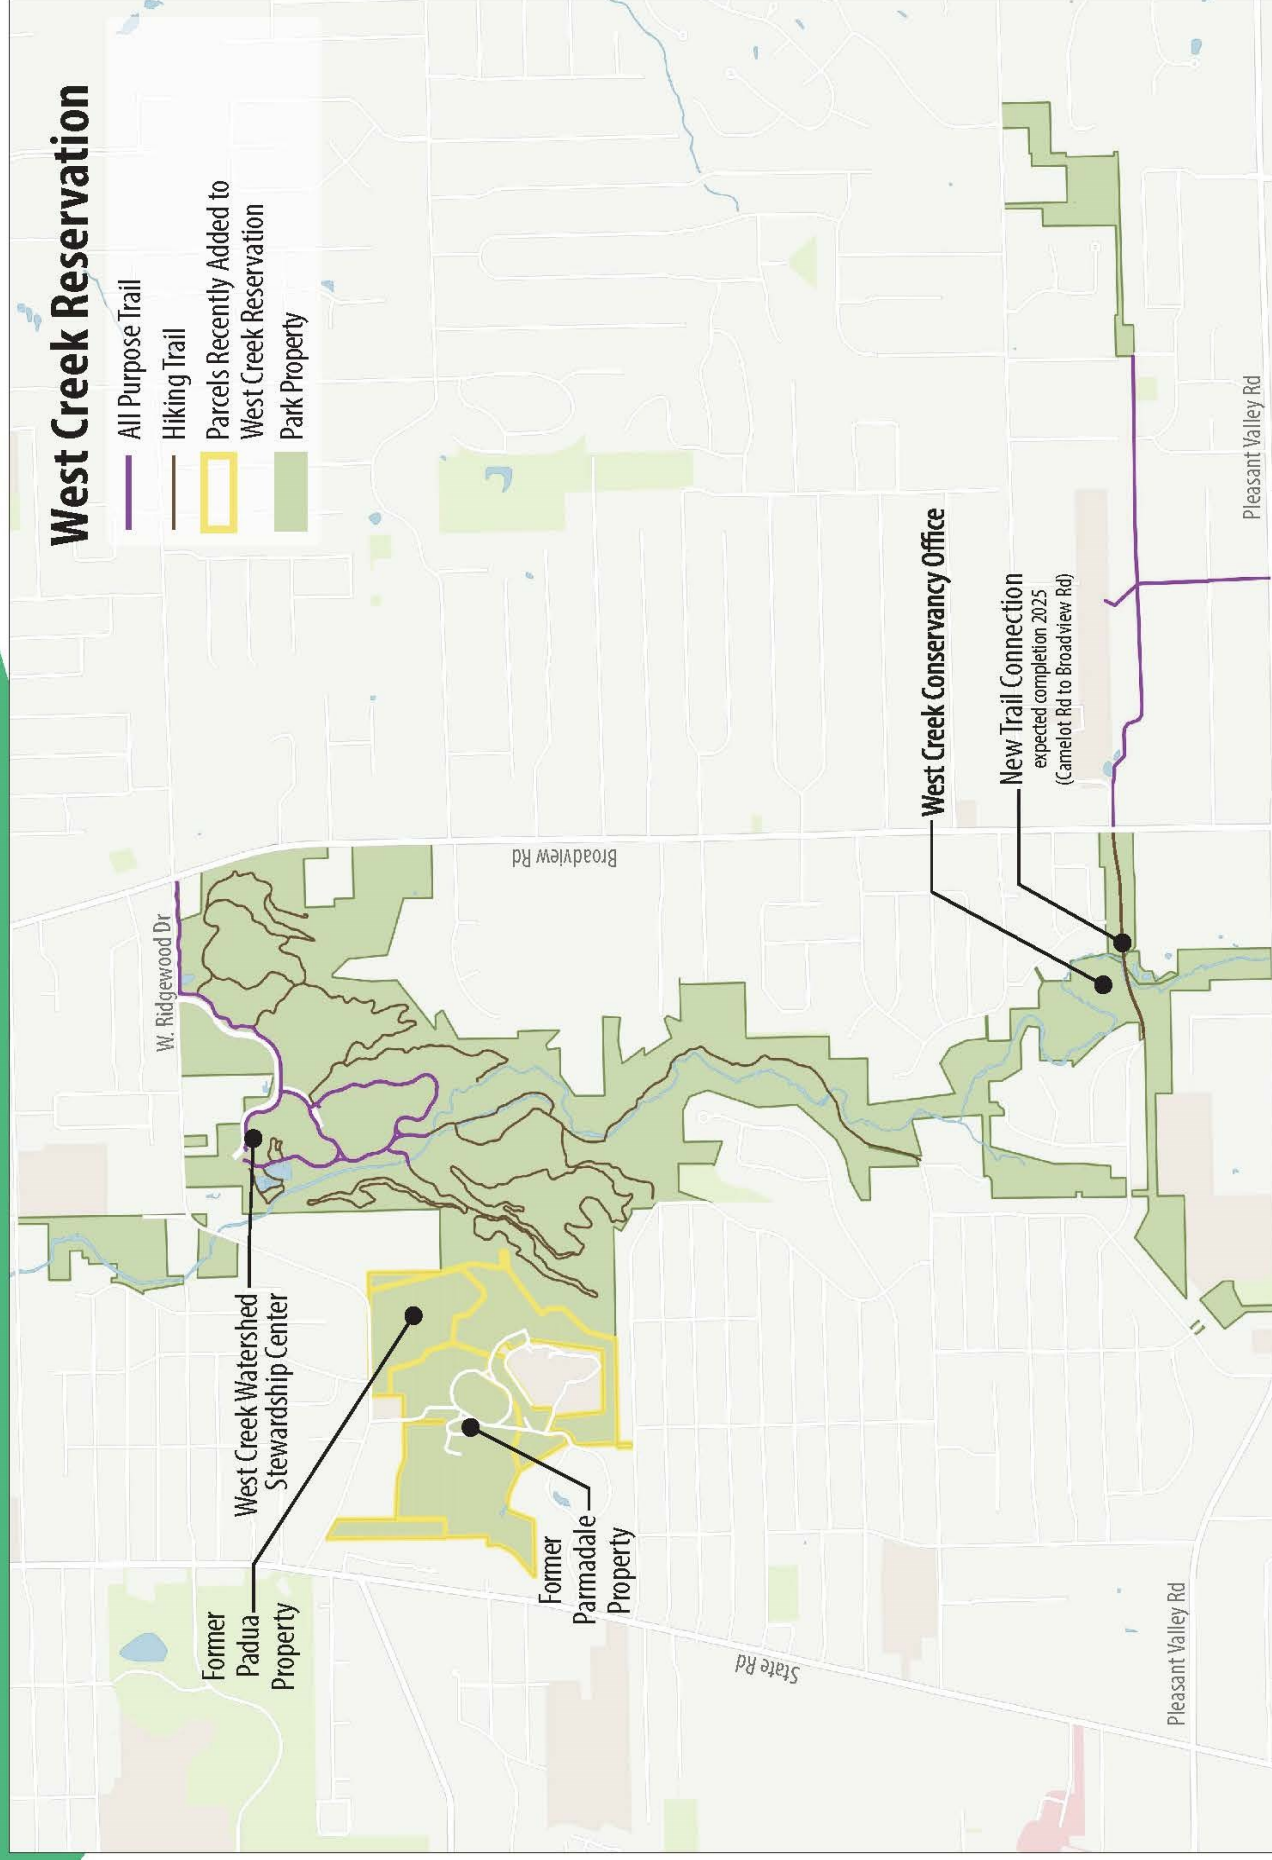 West Creek Reservation
All Purpose Trail
Hiking Trail
Parcels Recently Added to
West Creek Reservation
Park Property
W. Ridgewood Dr
Broadview Rd
West Creek Watershed
Stewardship Center
Former
Padua
Property
Former
Parmadale
Property
State Rd
West Creek Conservancy Office
New Trail Connection
expected completion 2025
(Camelot Rd to Broadview Rd)
Pleasant Valley Rd
Pleasant Valley Rd